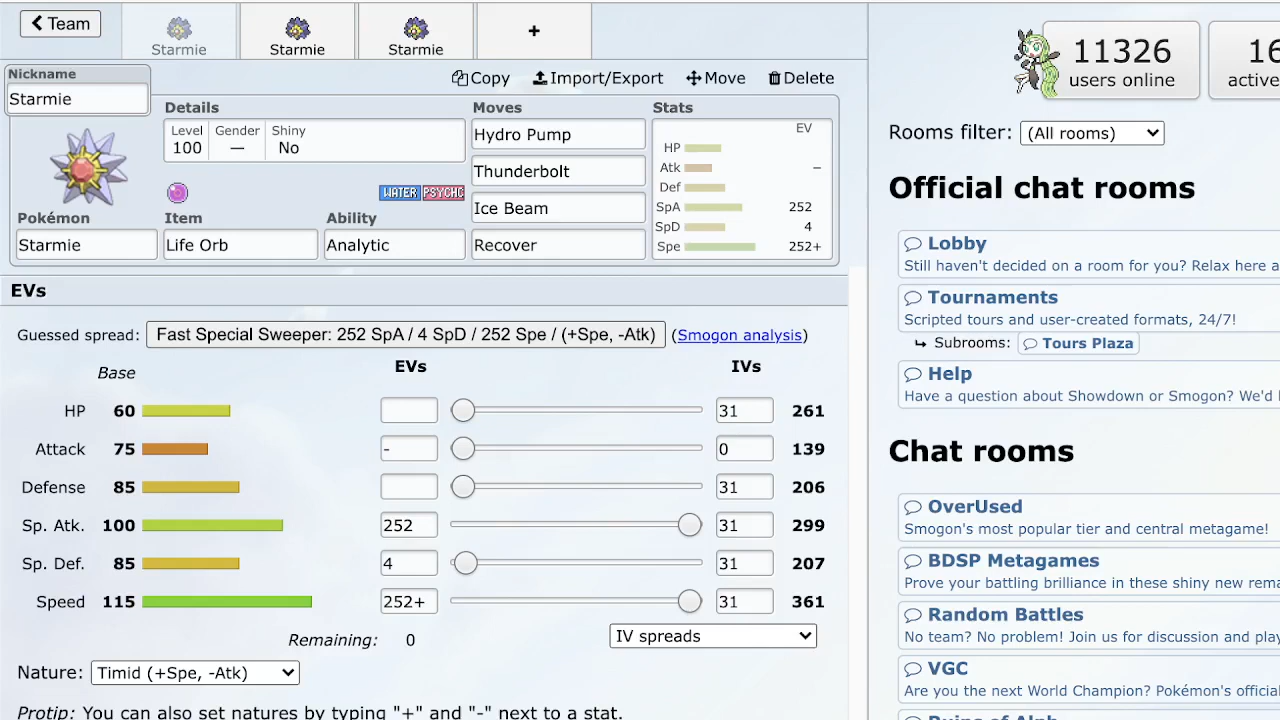 Team
Starmie
Starmie
Starmie
+
Nickname
Starmie
Copy
Import/Export
Move
Delete
Details
Level
100
Gender
—
Shiny
No
WATER
PSYCHC
Pokémon
Starmie
Item
Life Orb
Ability
Analytic
Moves
Hydro Pump
Thunderbolt
Ice Beam
Recover
Stats
EV
HP
Atk –
Def
SpA 252
SpD 4
Spe 252+
EVs
Guessed spread: Fast Special Sweeper: 252 SpA / 4 SpD / 252 Spe / (+Spe, -Atk) (Smogon analysis)
Base EVs IVs
HP 60 31 261
Attack 75 - 0 139
Defense 85 31 206
Sp. Atk. 100 252 31 299
Sp. Def. 85 4 31 207
Speed 115 252+ 31 361
Remaining: 0
IV spreads
Nature: Timid (+Spe, -Atk)
Protip: You can also set natures by typing "+" and "-" next to a stat.
11326
users online
16
active
Rooms filter: (All rooms)
Official chat rooms
Lobby
Still haven't decided on a room for you? Relax here a
Tournaments
Scripted tours and user-created formats, 24/7!
Subrooms: Tours Plaza
Help
Have a question about Showdown or Smogon? We'd
Chat rooms
OverUsed
Smogon's most popular tier and central metagame!
BDSP Metagames
Prove your battling brilliance in these shiny new rema
Random Battles
No team? No problem! Join us for discussion and play
VGC
Are you the next World Champion? Pokémon's official